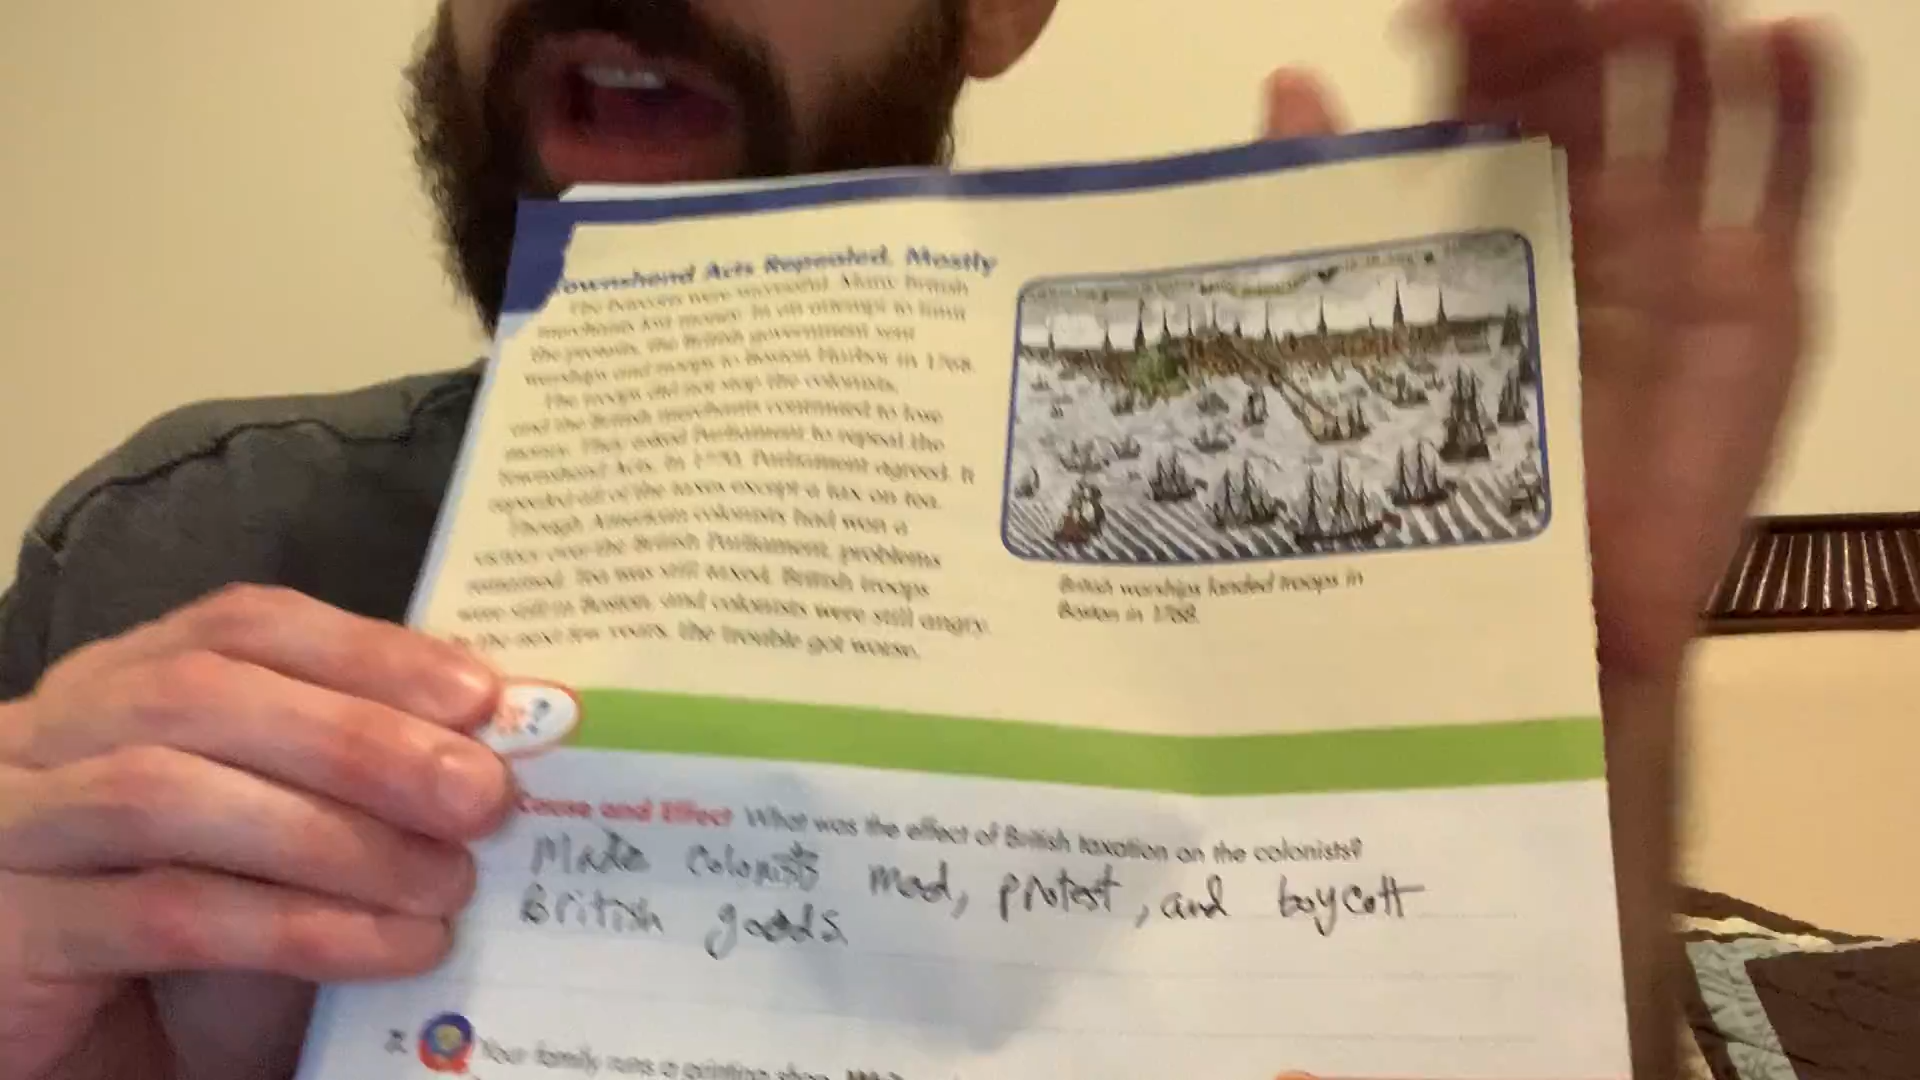 Townshend Acts Repealed, Mostly
The boycotts were successful. Many British
merchants lost money. In an attempt to limit
the protests, the British government sent
warships and troops to Boston Harbor in 1768.
The troops did not stop the colonists,
and the British merchants continued to lose
money. They asked Parliament to repeal the
Townshend Acts. In 1770, Parliament agreed. It
repealed all of the taxes except a tax on tea.
Though American colonists had won a
victory over the British Parliament, problems
remained. Tea was still taxed, British troops
were still in Boston, and colonists were still angry.
In the next few years, the trouble got worse.
British warships landed troops in
Boston in 1768.
Cause and Effect What was the effect of British taxation on the colonists?
Made colonists mad, protest, and boycott
British goods.
2.
Your family runs a printing shop.